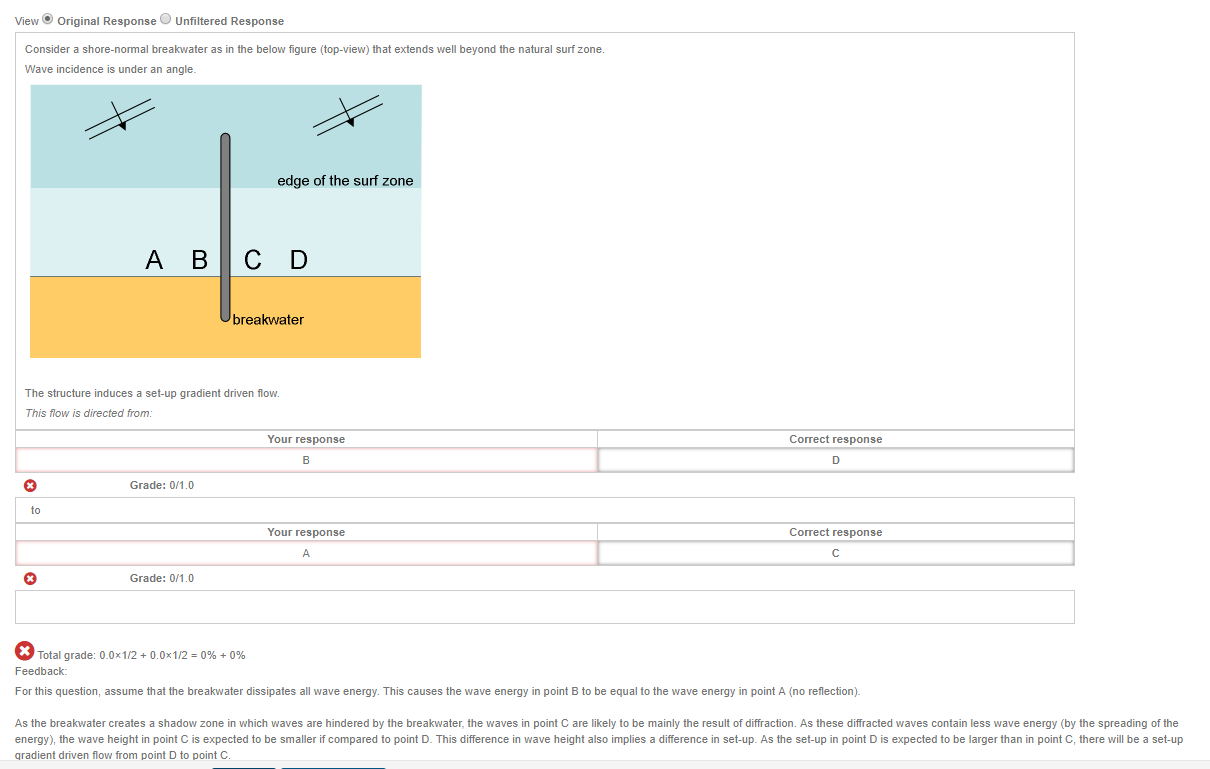 View Original Response Unfiltered Response
Consider a shore-normal breakwater as in the below figure (top-view) that extends well beyond the natural surf zone.
Wave incidence is under an angle.
edge of the surf zone
A B C D
breakwater
The structure induces a set-up gradient driven flow.
This flow is directed from:
Your response Correct response
B D
Grade: 0/1.0
to
Your response Correct response
A C
Grade: 0/1.0
Total grade: 0.0×1/2 + 0.0×1/2 = 0% + 0%
Feedback:
For this question, assume that the breakwater dissipates all wave energy. This causes the wave energy in point B to be equal to the wave energy in point A (no reflection).
As the breakwater creates a shadow zone in which waves are hindered by the breakwater, the waves in point C are likely to be mainly the result of diffraction. As these diffracted waves contain less wave energy (by the spreading of the
energy), the wave height in point C is expected to be smaller if compared to point D. This difference in wave height also implies a difference in set-up. As the set-up in point D is expected to be larger than in point C, there will be a set-up
gradient driven flow from point D to point C.